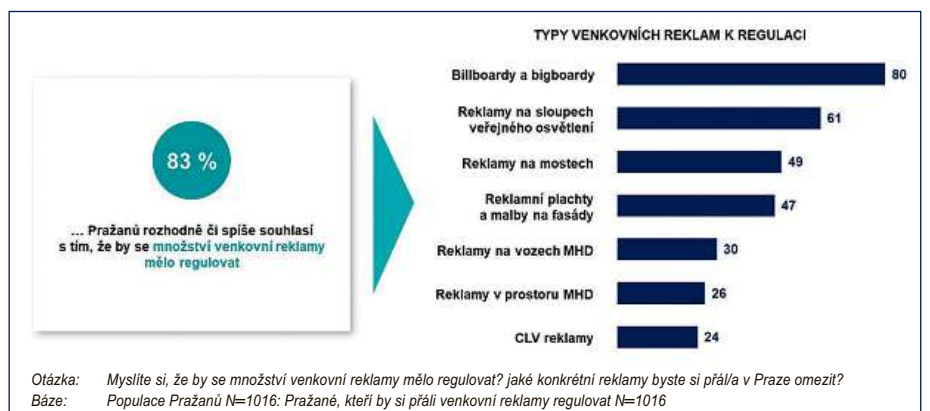 TYPY VENKOVNÍCH REKLAM K REGULACI
83 %
... Pražanů rozhodně či spíše souhlasí
s tím, že by se množství venkovní reklamy
mělo regulovat
Billboardy a bigboardy 80
Reklamy na sloupech
veřejného osvětlení 61
Reklamy na mostech 49
Reklamní plachty
a malby na fasády 47
Reklamy na vozech MHD 30
Reklamy v prostoru MHD 26
CLV reklamy 24
Otázka: Myslíte si, že by se množství venkovní reklamy mělo regulovat? jaké konkrétní reklamy byste si přál/a v Praze omezit?
Báze: Populace Pražanů N=1016: Pražané, kteří by si přáli venkovní reklamy regulovat N=1016